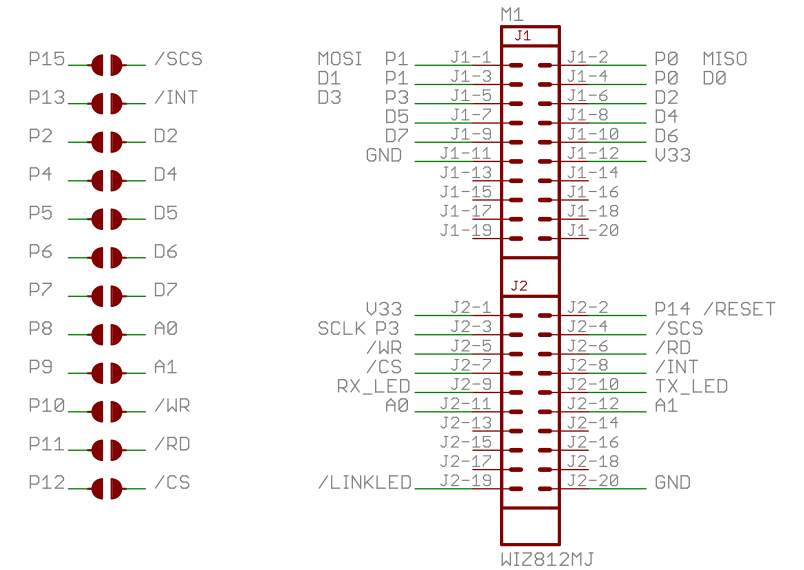 M1
J1
P15 /SCS MOSI P1 J1-1 J1-2 P0 MISO
D1 P1 J1-3 J1-4 P0 D0
P13 /INT D3 P3 J1-5 J1-6 D2
D5 J1-7 J1-8 D4
P2 D2 D7 J1-9 J1-10 D6
GND J1-11 J1-12 V33
P4 D4 J1-13 J1-14
J1-15 J1-16
P5 D5 J1-17 J1-18
J1-19 J1-20
P6 D6
P7 D7 J2
V33 J2-1 J2-2 P14 /RESET
P8 A0 SCLK P3 J2-3 J2-4 /SCS
/WR J2-5 J2-6 /RD
P9 A1 /CS J2-7 J2-8 /INT
RX_LED J2-9 J2-10 TX_LED
P10 /WR A0 J2-11 J2-12 A1
J2-13 J2-14
P11 /RD J2-15 J2-16
J2-17 J2-18
P12 /CS /LINKLED J2-19 J2-20 GND
WIZ812MJ